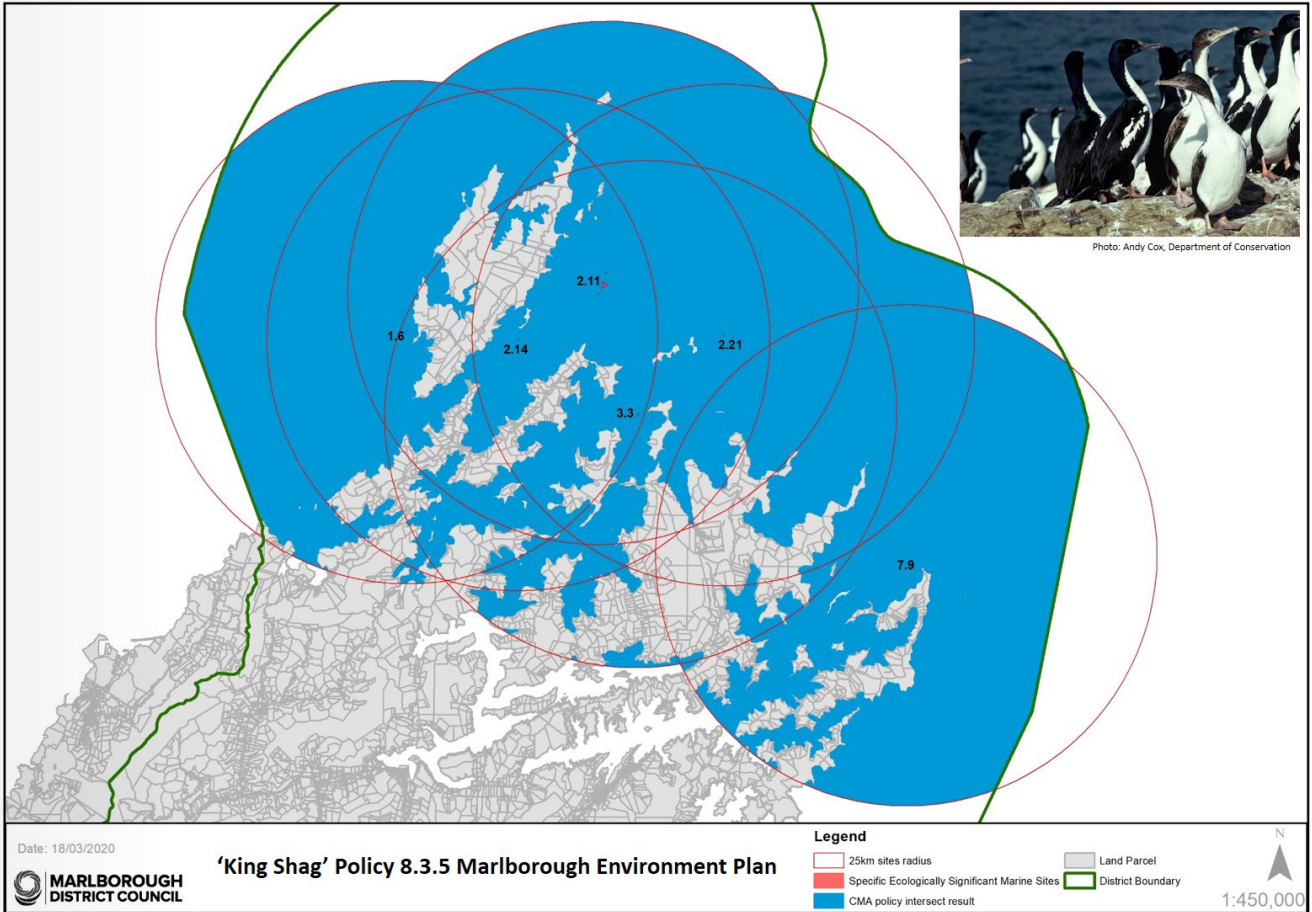 Photo: Andy Cox, Department of Conservation
2.11
1.6
2.14
2.21
3.3
7.9
Date: 18/03/2020
MARLBOROUGH
DISTRICT COUNCIL
'King Shag' Policy 8.3.5 Marlborough Environment Plan
Legend
25km sites radius
Specific Ecologically Significant Marine Sites
CMA policy intersect result
Land Parcel
District Boundary
N
1:450,000